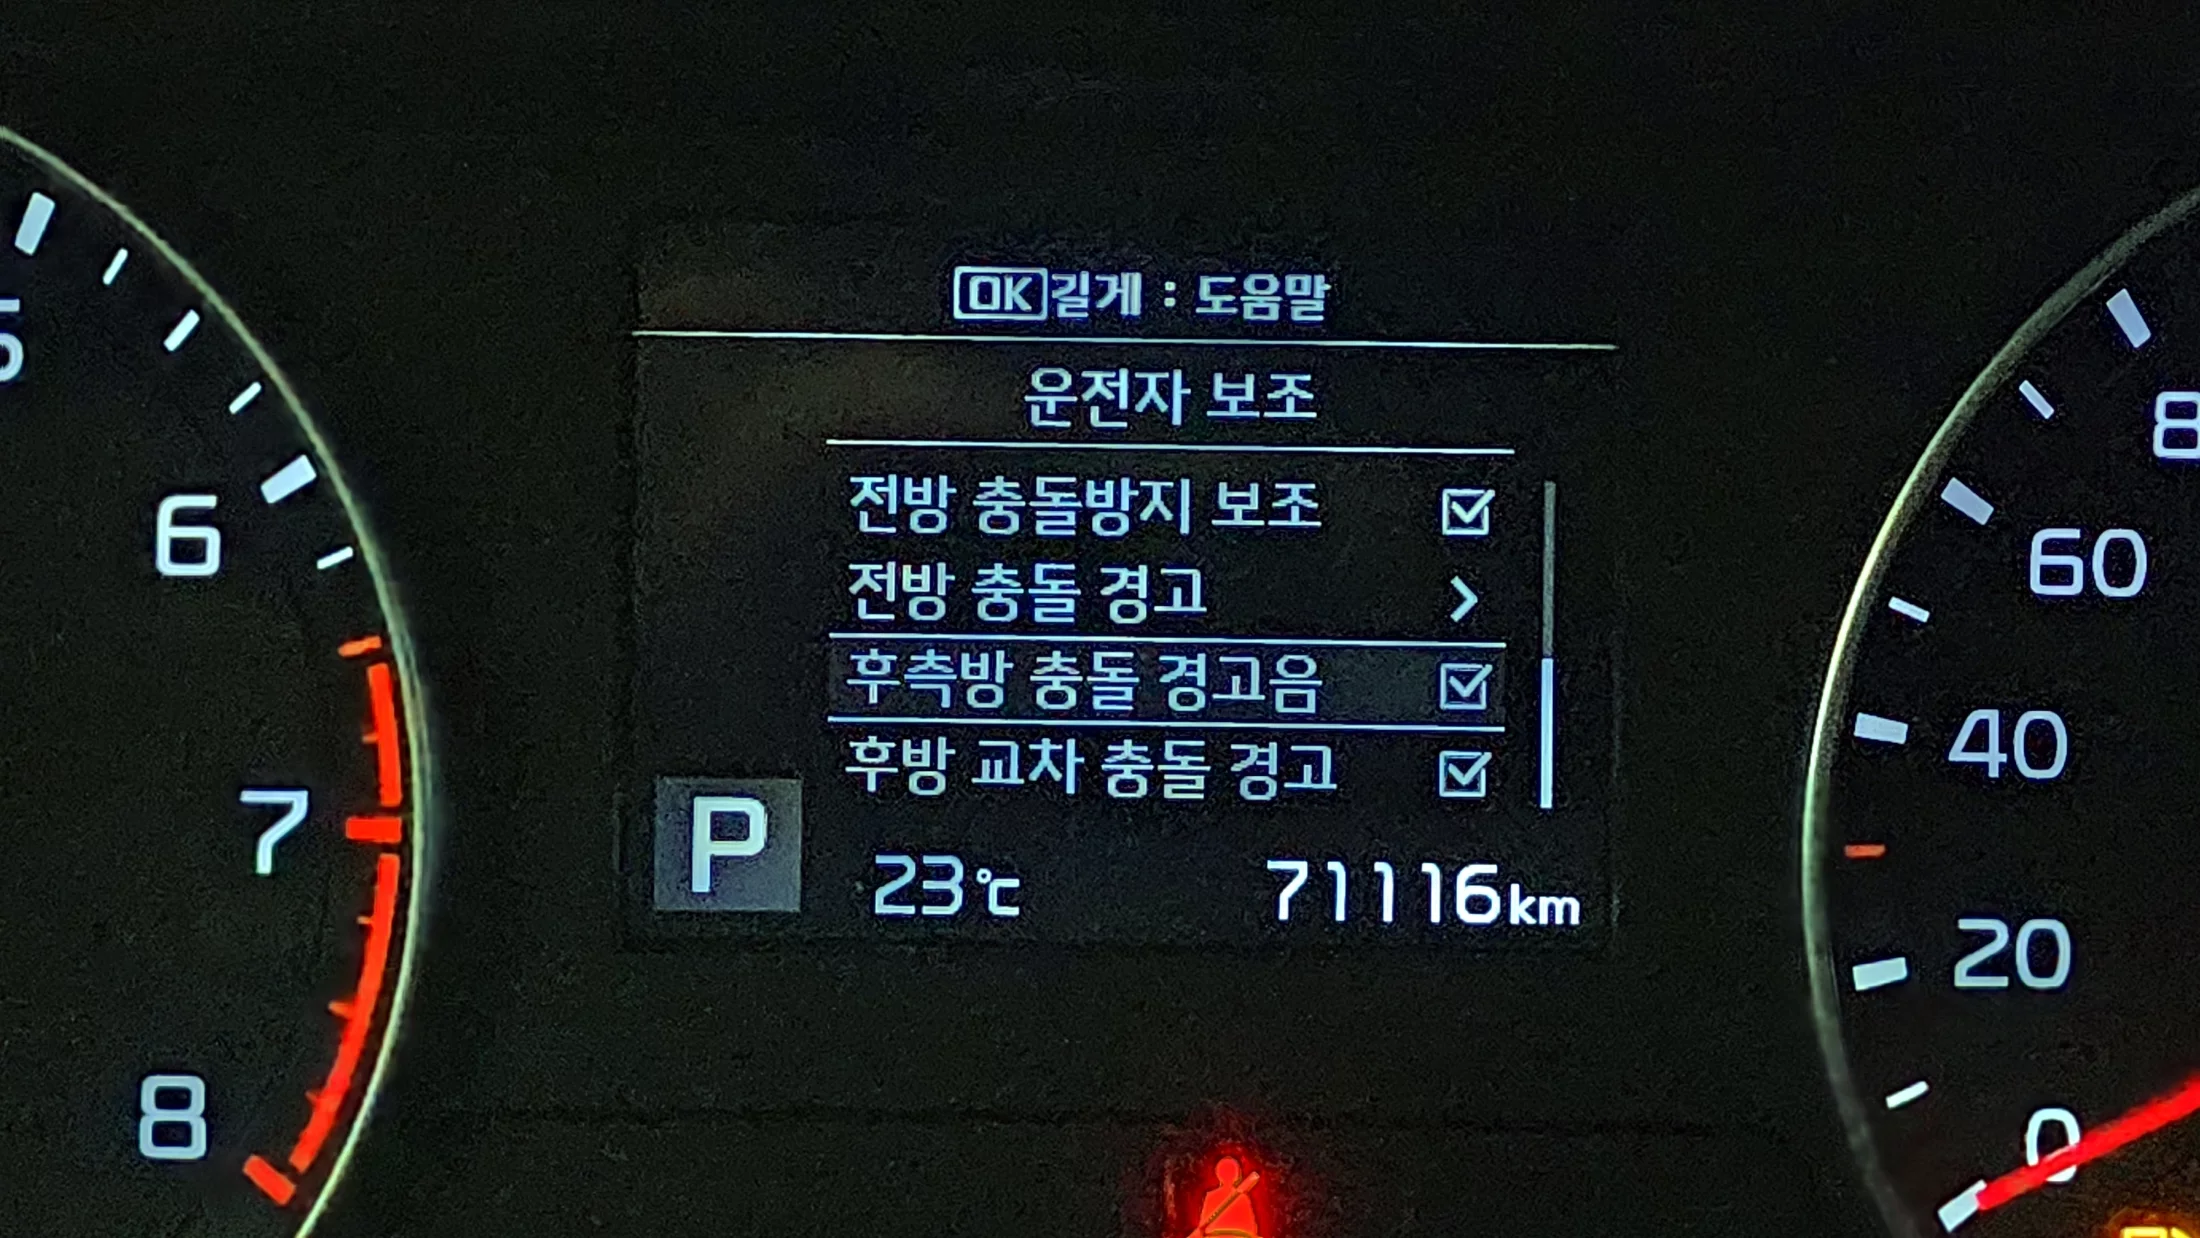 OK 길게 : 도움말
운전자 보조
전방 충돌방지 보조
전방 충돌 경고
후측방 충돌 경고음
후방 교차 충돌 경고
P
23℃
71116km
6
7
8
8
60
40
20
0